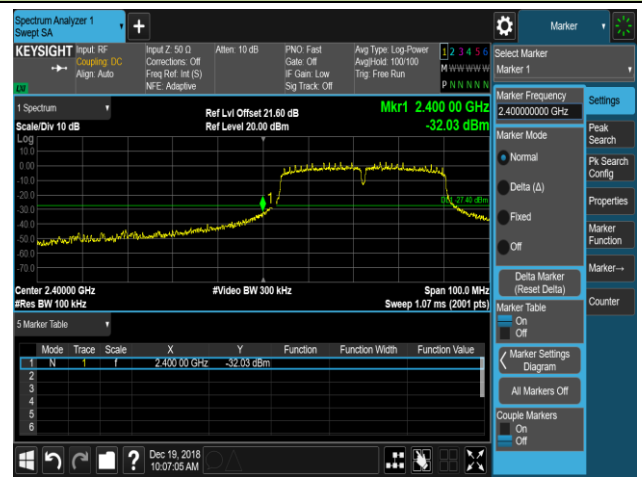 Spectrum Analyzer 1
Swept SA
Marker
KEYSIGHT Input: RF Input Z: 50 Ω Atten: 10 dB PNO: Fast Avg Type: Log-Power 1 2 3 4 5 6
Coupling: DC Corrections: Off Gate: Off Avg|Hold: 100/100 M W W W W W
Align: Auto Freq Ref: Int (S) IF Gain: Low Trig: Free Run
LXI NFE: Adaptive Sig Track: Off P N N N N N
Select Marker
Marker 1
1 Spectrum
Ref Lvl Offset 21.60 dB Mkr1 2.400 00 GHz
Scale/Div 10 dB Ref Level 20.00 dBm -32.03 dBm
Log
10.0
0.00
-10.0
-20.0
-30.0
-40.0
-50.0
-60.0
-70.0
1
DL1 -27.40 dBm
Center 2.40000 GHz #Video BW 300 kHz Span 100.0 MHz
#Res BW 100 kHz Sweep 1.07 ms (2001 pts)
5 Marker Table
Mode Trace Scale X Y Function Function Width Function Value
1 N 1 f 2.400 00 GHz -32.03 dBm
2
3
4
5
6
Marker Frequency
2.400000000 GHz
Marker Mode
Normal
Delta (Δ)
Fixed
Off
Delta Marker
(Reset Delta)
Marker Table
On
Off
Marker Settings
Diagram
All Markers Off
Couple Markers
On
Off
Settings
Peak
Search
Pk Search
Config
Properties
Marker
Function
Marker→
Counter
? Dec 19, 2018
10:07:05 AM